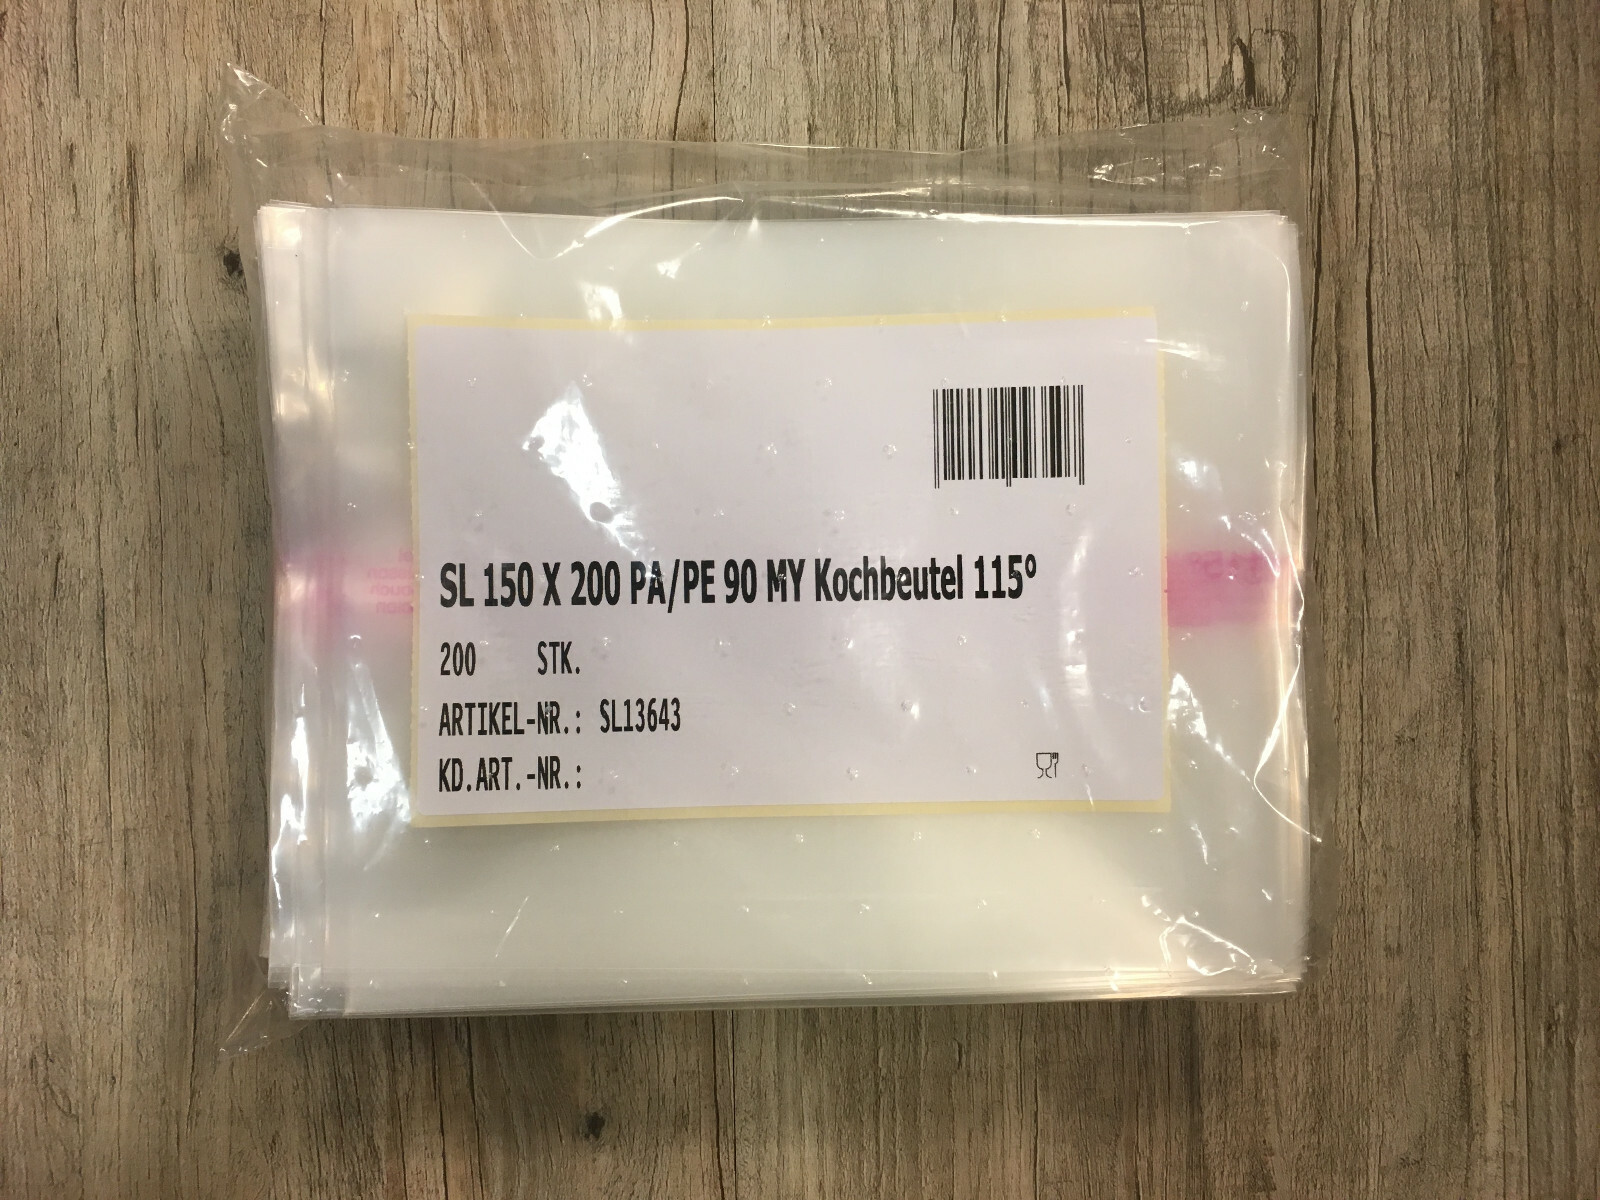 SL 150 X 200 PA/PE 90 MY Kochbeutel 115°
200 STK.
ARTIKEL-NR.: SL13643
KD.ART.-NR.: